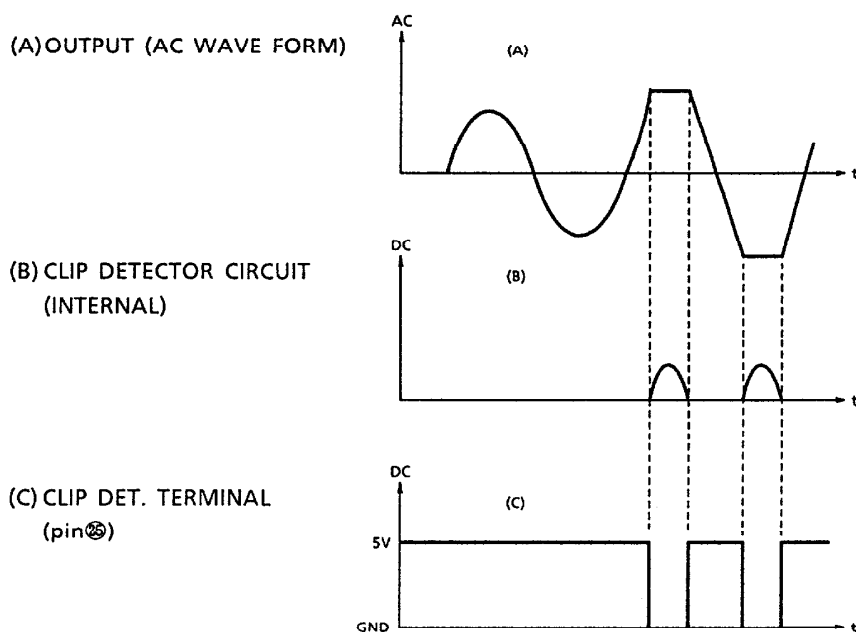 AC
(A) OUTPUT (AC WAVE FORM)
(A)
t
DC
(B) CLIP DETECTOR CIRCUIT
(INTERNAL)
(B)
t
DC
(C) CLIP DET. TERMINAL
(pin㉕)
(C)
5V
GND
t